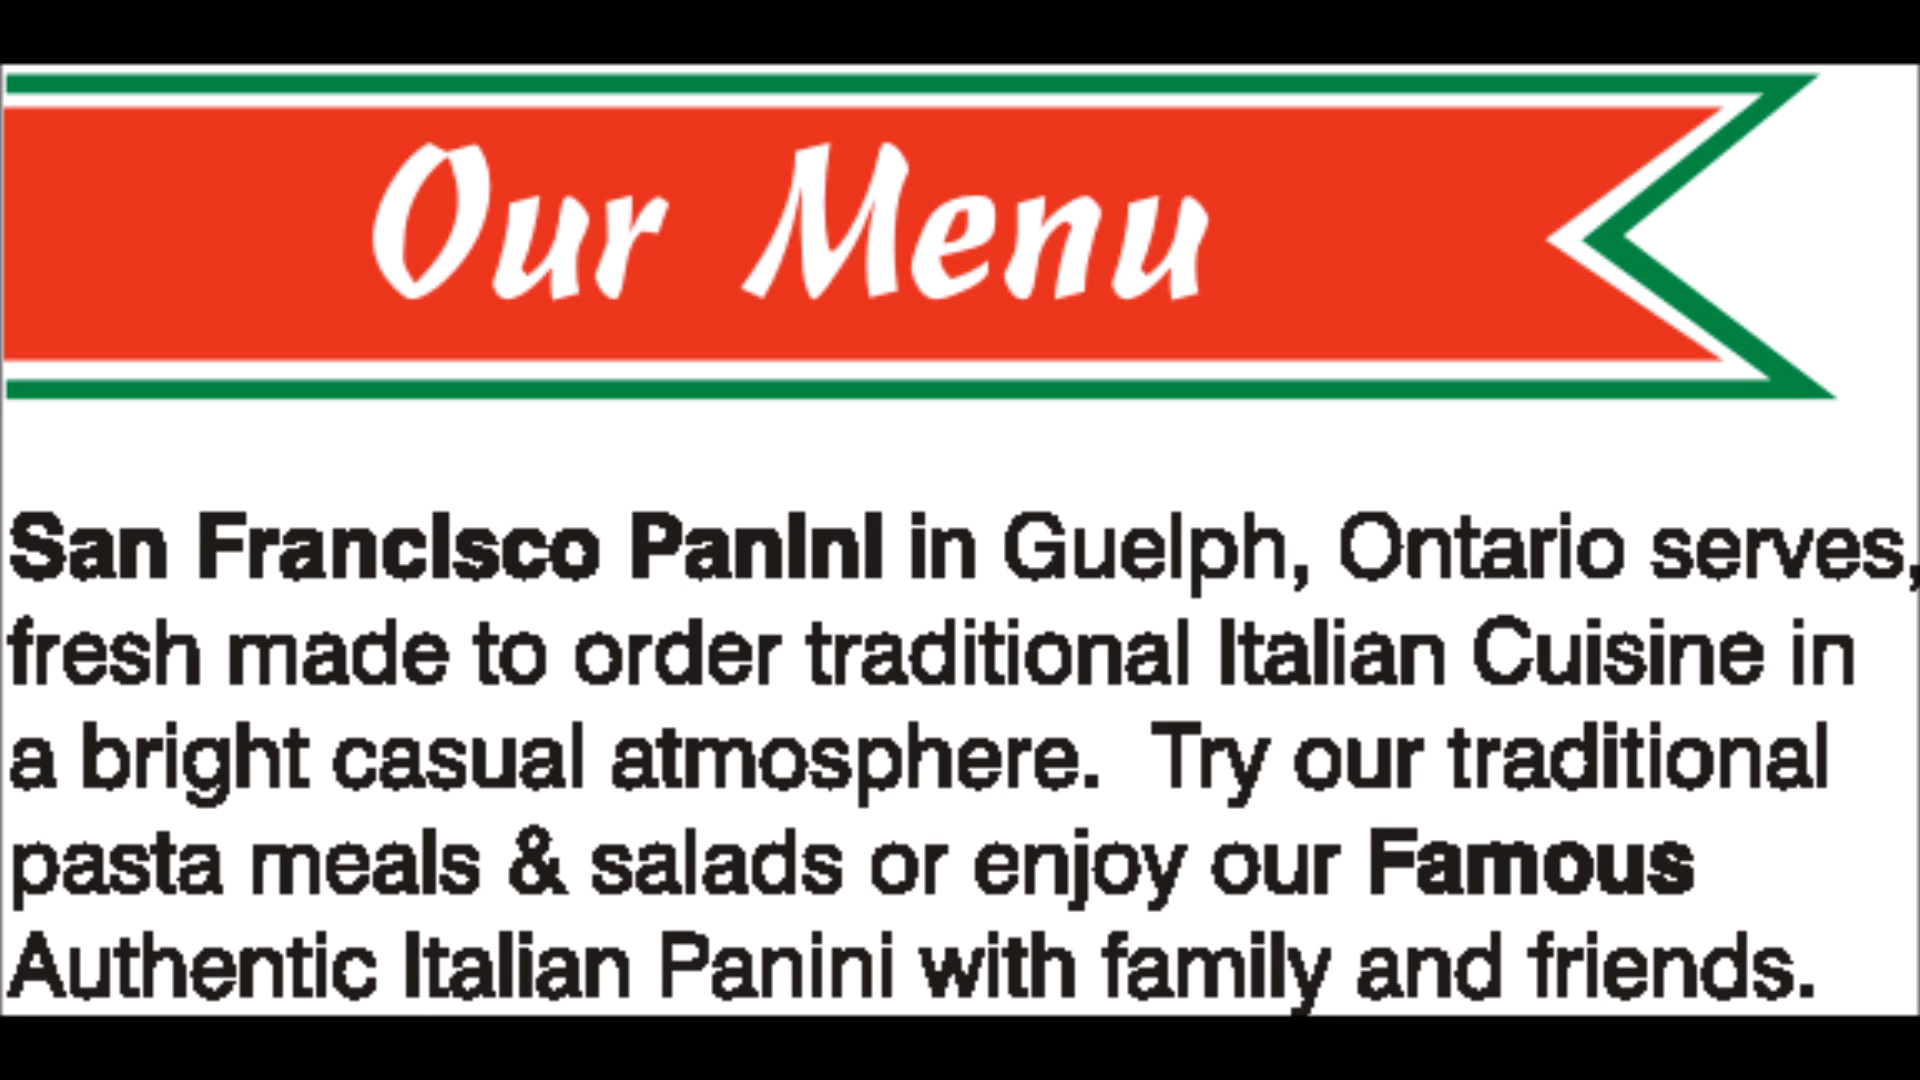 Our Menu
San Francisco Panini in Guelph, Ontario serves,
fresh made to order traditional Italian Cuisine in
a bright casual atmosphere. Try our traditional
pasta meals & salads or enjoy our Famous
Authentic Italian Panini with family and friends.